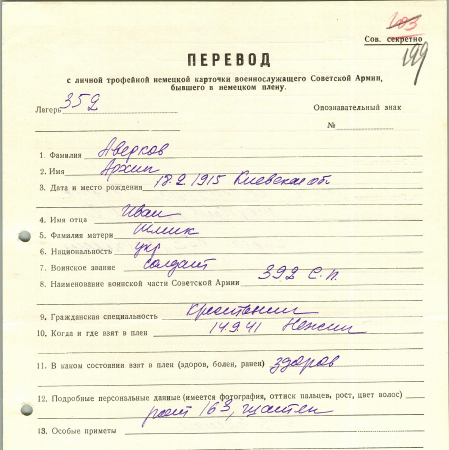 103
Сов. секретно
199
ПЕРЕВОД
с личной трофейной немецкой карточки военнослужащего Советской Армии,
бывшего в немецком плену.
Лагерь 352
Опознавательный знак
№
1. Фамилия Аверков
2. Имя Архип
3. Дата и место рождения 18.2.1915 Киевская об.
4. Имя отца Иван
5. Фамилия матери Шмик
6. Национальность укр
7. Воинское звание солдат
8. Наименование воинской части Советской Армии 392 С.П.
9. Гражданская специальность крестьянин
10. Когда и где взят в плен 14.9.41 Нежин
11. В каком состоянии взят в плен (здоров, болен, ранен) здоров
12. Подробные персональные данные (имеется фотография, оттиск пальцев, рост, цвет волос)
рост 163,
13. Особые приметы